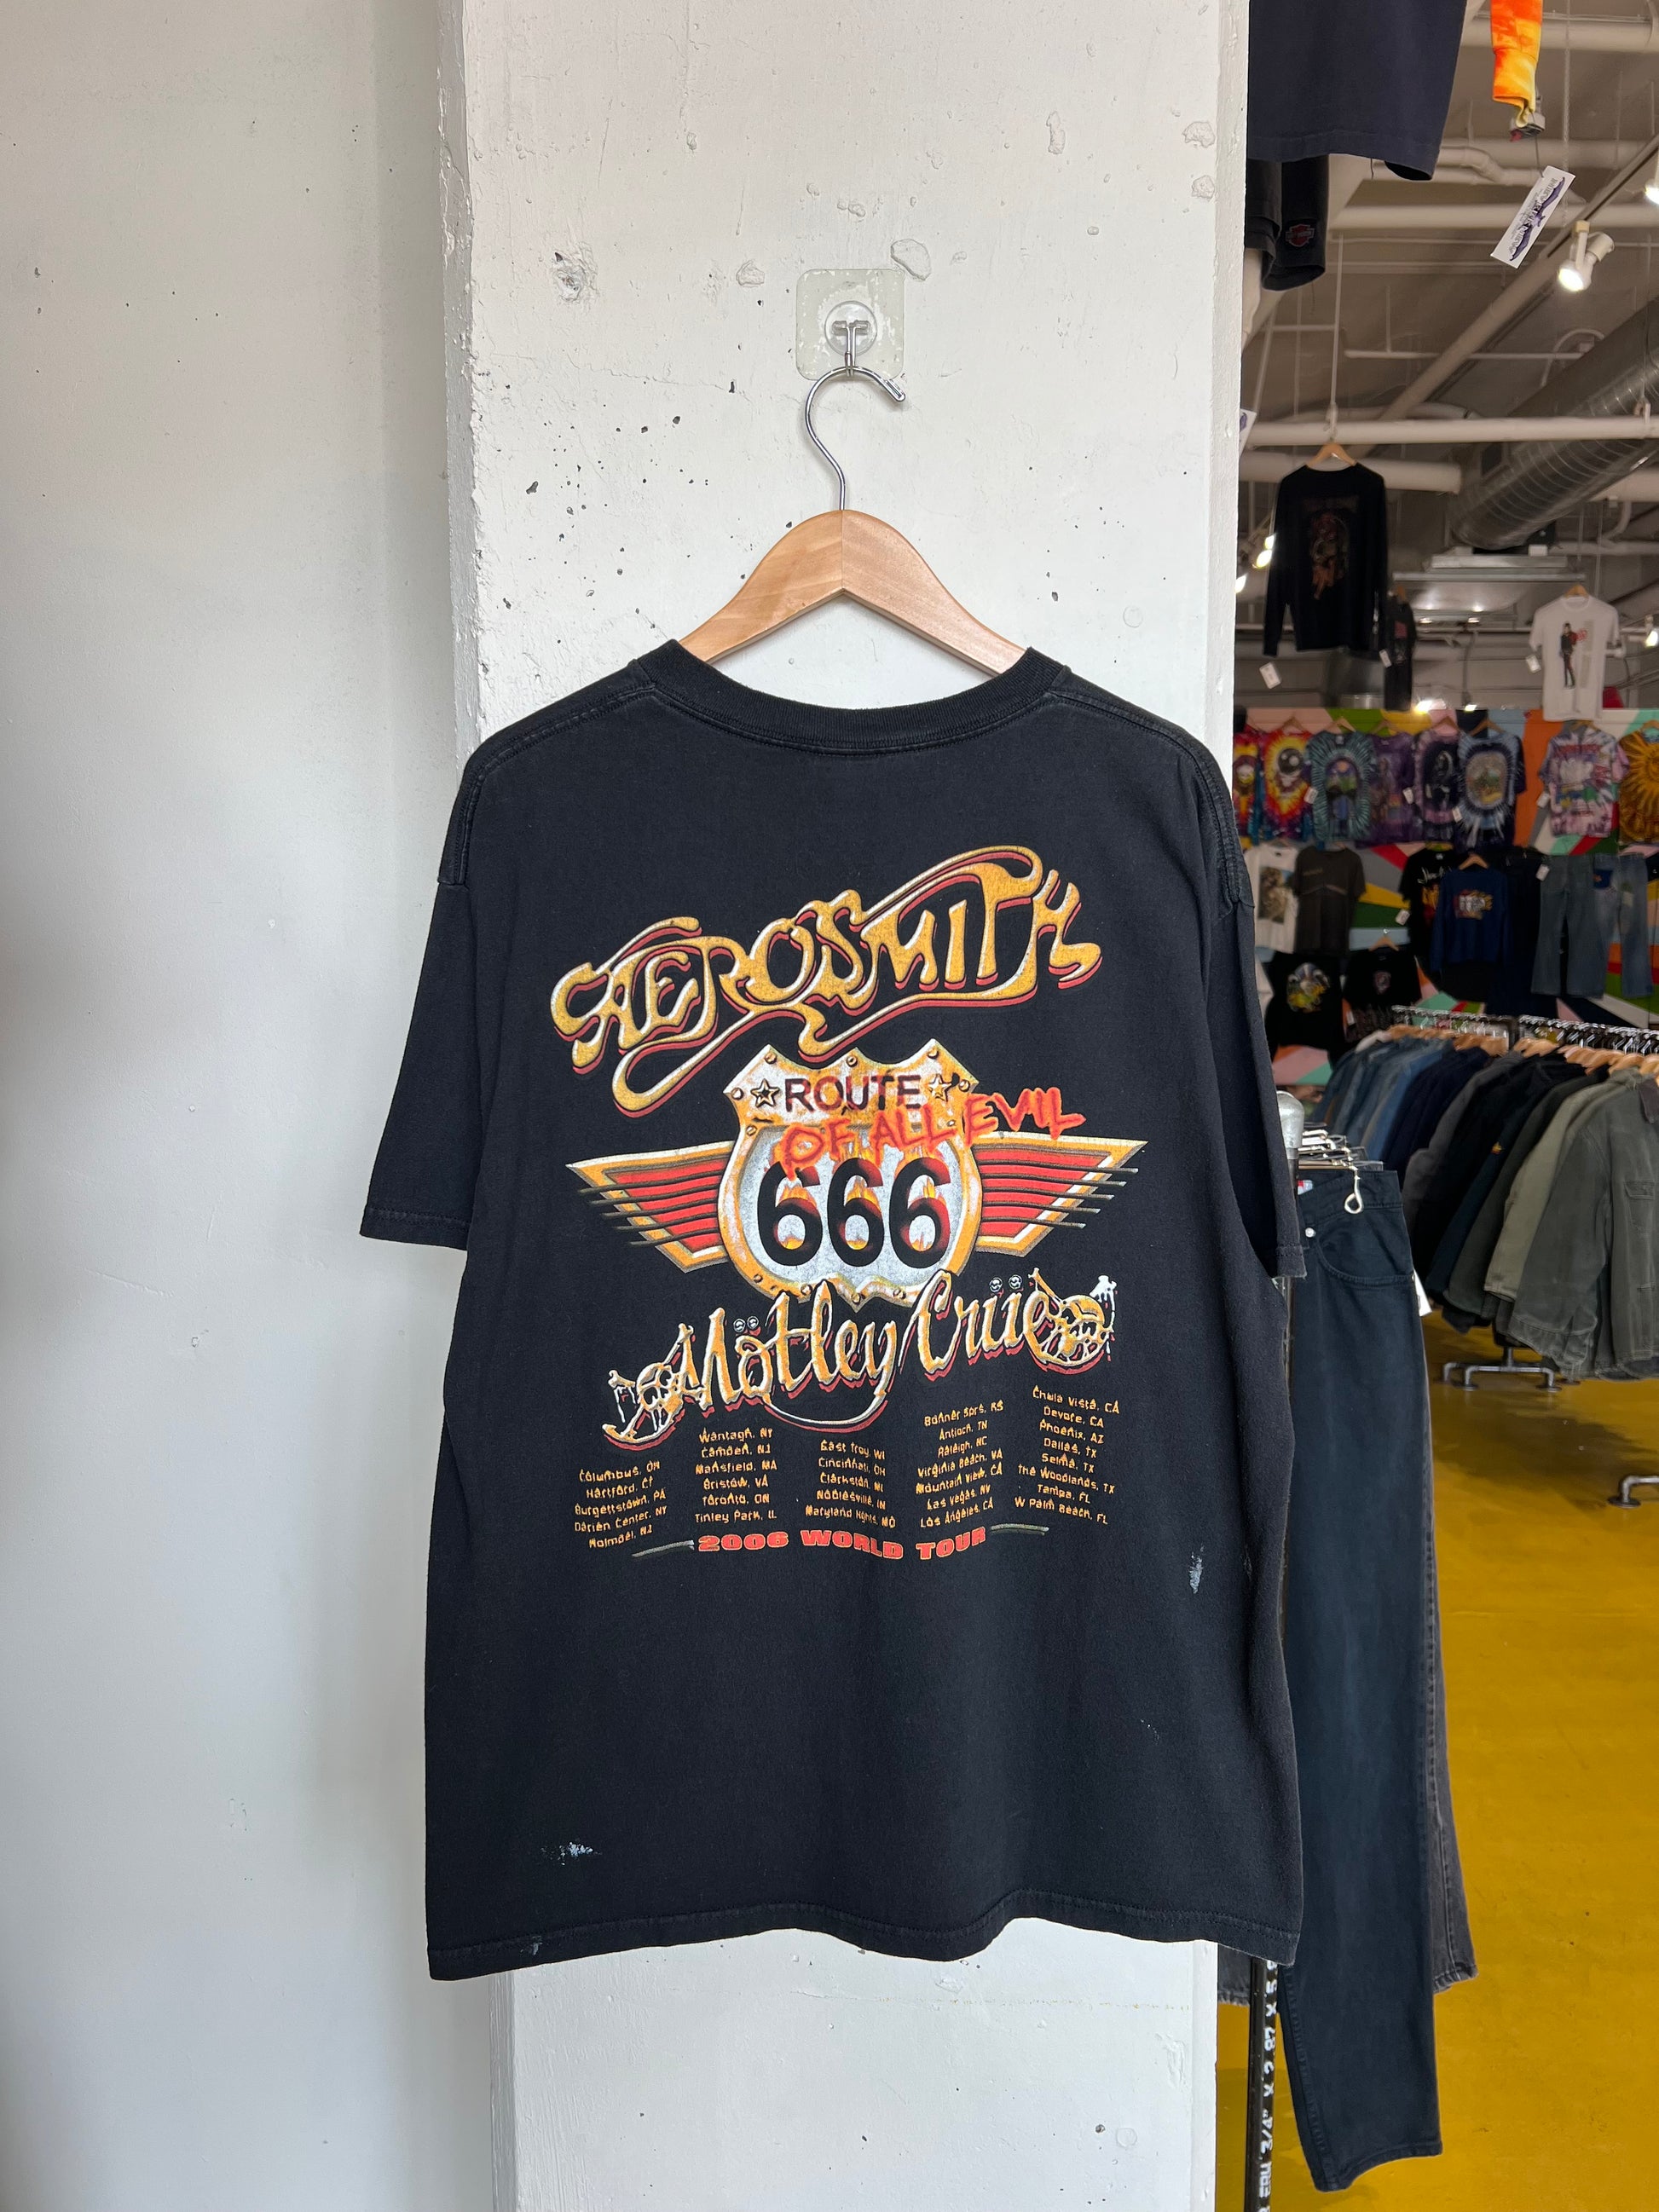 AEROSMITH
ROUTE
OF ALL EVIL
666
Mötley Crüe
Columbus, OH
Hartford, CT
Burgettstown, PA
Darien Center, NY
Holmdel, NJ
Wantagh, NY
Camden, NJ
Mansfield, MA
Bristow, VA
Toronto, ON
Tinley Park, IL
East Troy, WI
Cincinnati, OH
Clarkston, MI
Noblesville, IN
Maryland Hghts, MO
Bonner Sprs, KS
Antioch, TN
Raleigh, NC
Virginia Beach, VA
Mountain View, CA
Las Vegas, NV
Los Angeles, CA
Chula Vista, CA
Devore, CA
Phoenix, AZ
Dallas, TX
Selma, TX
The Woodlands, TX
Tampa, FL
W Palm Beach, FL
2006 WORLD TOUR